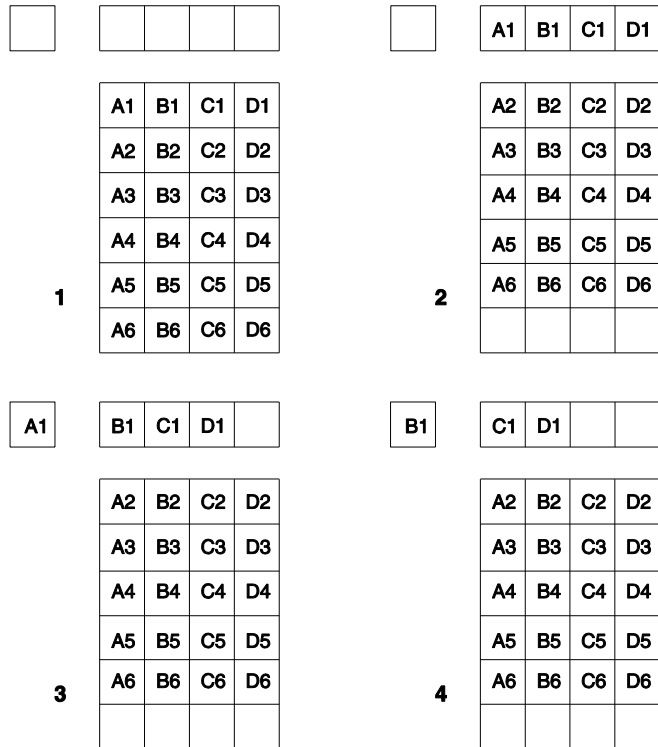 A1 B1 C1 D1
A2 B2 C2 D2
A3 B3 C3 D3
A4 B4 C4 D4
A5 B5 C5 D5
1
A6 B6 C6 D6
A1 B1 C1 D1
A2 B2 C2 D2
A3 B3 C3 D3
A4 B4 C4 D4
A5 B5 C5 D5
A6 B6 C6 D6
2
A1 B1 C1 D1
A2 B2 C2 D2
A3 B3 C3 D3
A4 B4 C4 D4
A5 B5 C5 D5
A6 B6 C6 D6
3
B1 C1 D1
A2 B2 C2 D2
A3 B3 C3 D3
A4 B4 C4 D4
A5 B5 C5 D5
A6 B6 C6 D6
4